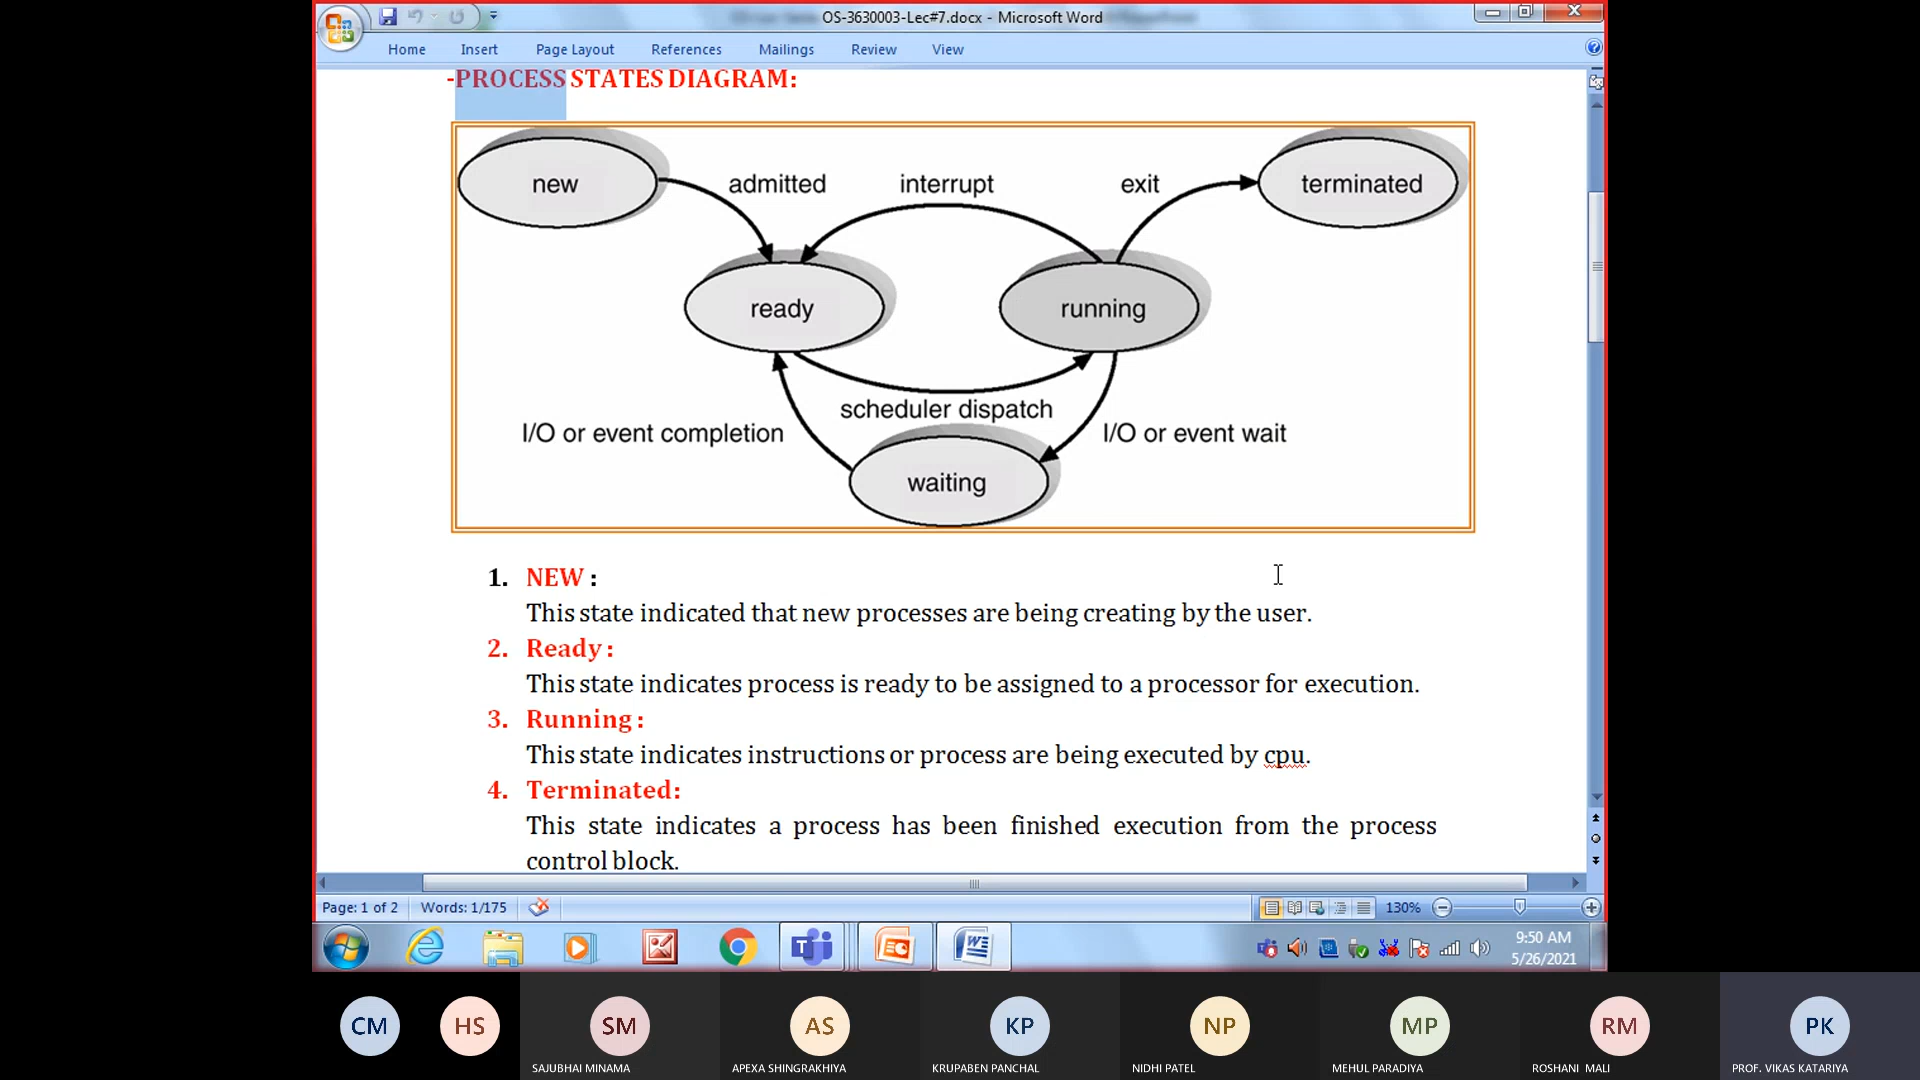 OS-3630003-Lec#7.docx - Microsoft Word
Home Insert Page Layout References Mailings Review View
-PROCESS STATES DIAGRAM:
new admitted interrupt exit terminated
ready running
scheduler dispatch
I/O or event completion I/O or event wait
waiting
1. NEW :
This state indicated that new processes are being creating by the user.
2. Ready :
This state indicates process is ready to be assigned to a processor for execution.
3. Running :
This state indicates instructions or process are being executed by cpu.
4. Terminated:
This state indicates a process has been finished execution from the process
control block.
Page: 1 of 2 Words: 1/175 130%
9:50 AM
5/26/2021
CM HS SM AS KP NP MP RM PK
SAJUBHAI MINAMA APEXA SHINGRAKHIYA KRUPABEN PANCHAL NIDHI PATEL MEHUL PARADIYA ROSHANI MALI PROF. VIKAS KATARIYA